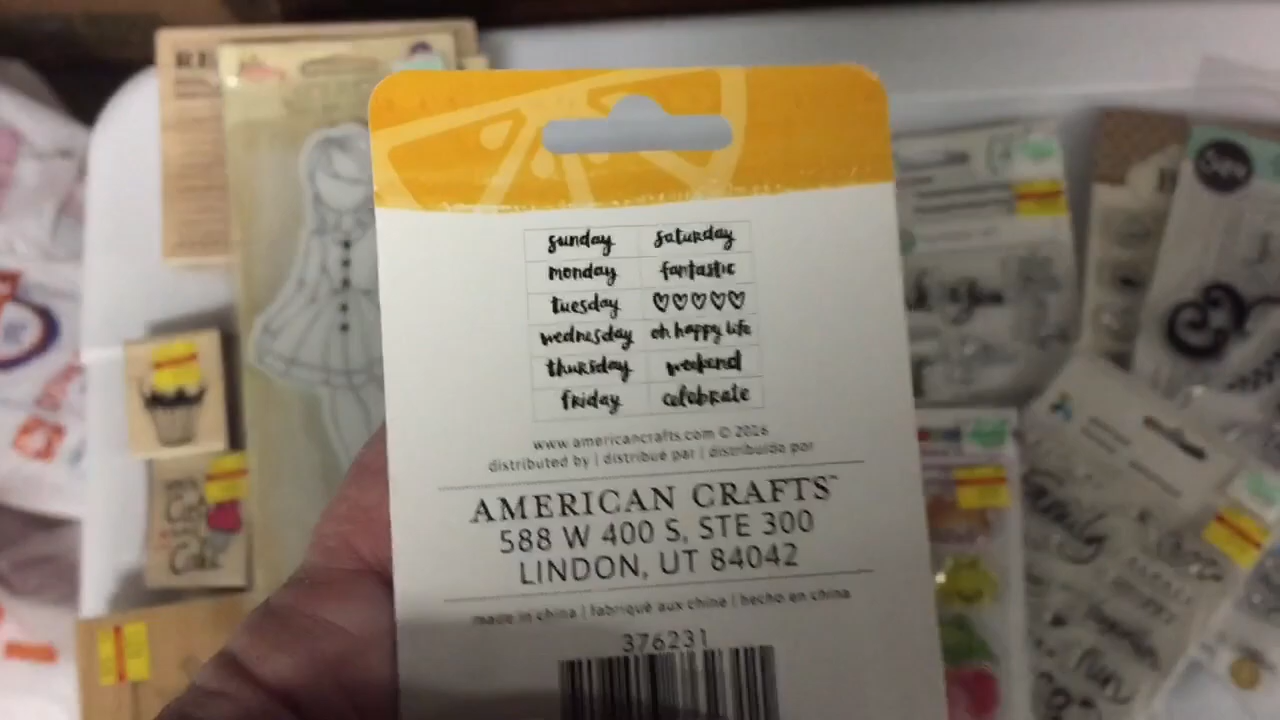 sunday saturday
monday fantastic
tuesday ♡♡♡♡♡
wednesday oh happy life
thursday weekend
friday celebrate
www.americancrafts.com © 2016
distributed by | distribué par | distribuido por
AMERICAN CRAFTS™
588 W 400 S, STE 300
LINDON, UT 84042
made in china | fabriqué aux chine | hecho en china
376231
family